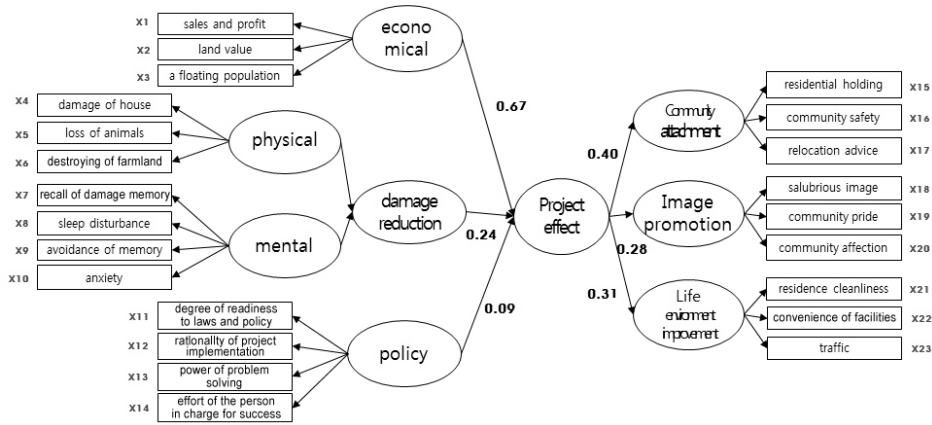 X1
sales and profit
X2
land value
X3
a floating population
econo
mical
X4
damage of house
X5
loss of animals
X6
destroying of farmland
physical
X7
recall of damage memory
X8
sleep disturbance
X9
avoidance of memory
X10
anxiety
mental
damage
reduction
X11
degree of readiness
to laws and policy
X12
ratlonallty of project
implementation
X13
power of problem
solving
X14
effort of the person
in charge for success
policy
0.67
0.24
0.09
Project
effect
0.40
0.28
0.31
Community
attachment
residential holding
X15
community safety
X16
relocation advice
X17
Image
promotion
salubrious image
X18
community pride
X19
community affection
X20
Life
environment
improvement
residence cleanliness
X21
convenience of facilities
X22
traffic
X23